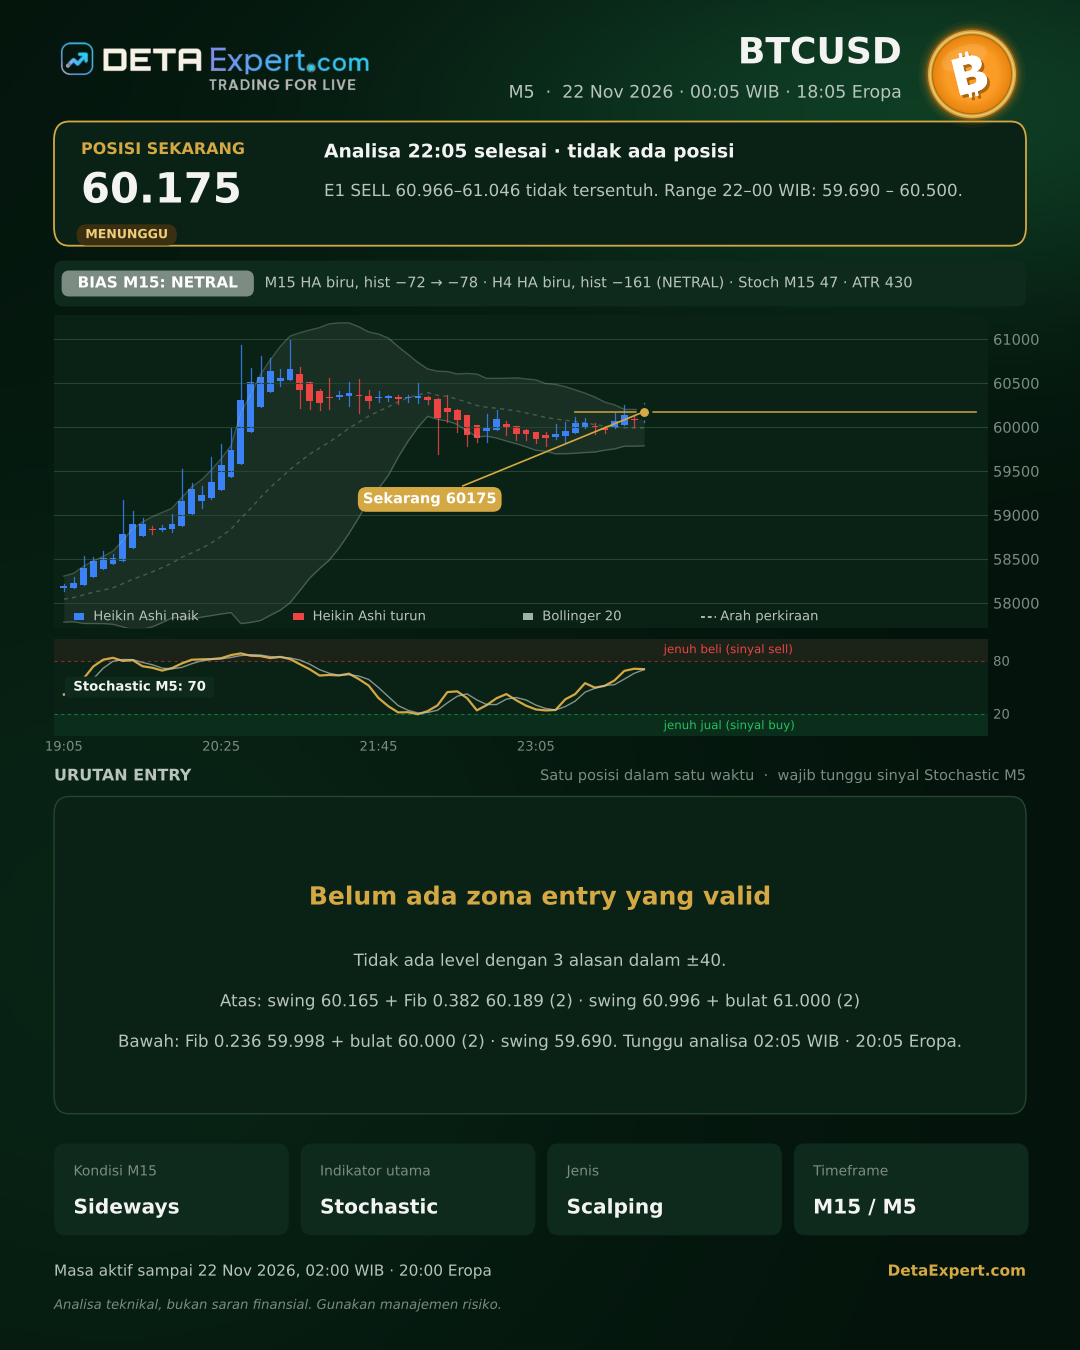 DETA Expert.com
TRADING FOR LIVE
BTCUSD
M5 · 22 Nov 2026 · 00:05 WIB · 18:05 Eropa
POSISI SEKARANG
60.175
MENUNGGU
Analisa 22:05 selesai · tidak ada posisi
E1 SELL 60.966–61.046 tidak tersentuh. Range 22–00 WIB: 59.690 – 60.500.
BIAS M15: NETRAL
M15 HA biru, hist −72 → −78 · H4 HA biru, hist −161 (NETRAL) · Stoch M15 47 · ATR 430
61000
60500
60000
59500
59000
58500
58000
Sekarang 60175
Heikin Ashi naik
Heikin Ashi turun
Bollinger 20
Arah perkiraan
jenuh beli (sinyal sell)
80
Stochastic M5: 70
20
jenuh jual (sinyal buy)
19:05
20:25
21:45
23:05
URUTAN ENTRY
Satu posisi dalam satu waktu · wajib tunggu sinyal Stochastic M5
Belum ada zona entry yang valid
Tidak ada level dengan 3 alasan dalam ±40.
Atas: swing 60.165 + Fib 0.382 60.189 (2) · swing 60.996 + bulat 61.000 (2)
Bawah: Fib 0.236 59.998 + bulat 60.000 (2) · swing 59.690. Tunggu analisa 02:05 WIB · 20:05 Eropa.
Kondisi M15
Sideways
Indikator utama
Stochastic
Jenis
Scalping
Timeframe
M15 / M5
Masa aktif sampai 22 Nov 2026, 02:00 WIB · 20:00 Eropa
DetaExpert.com
Analisa teknikal, bukan saran finansial. Gunakan manajemen risiko.